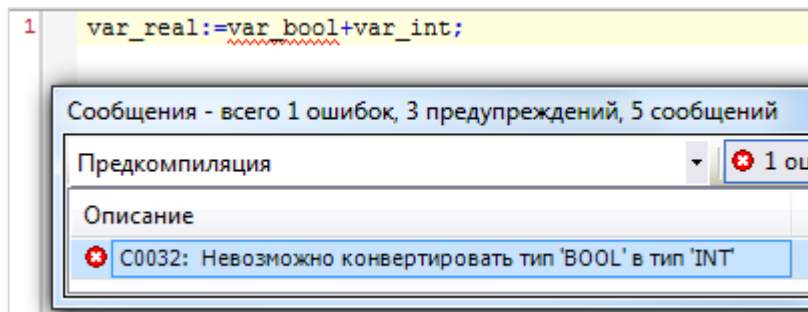 1 var_real:=var_bool+var_int;
Сообщения - всего 1 ошибок, 3 предупреждений, 5 сообщений
Предкомпиляция 1
Описание
C0032: Невозможно конвертировать тип 'BOOL' в тип 'INT'